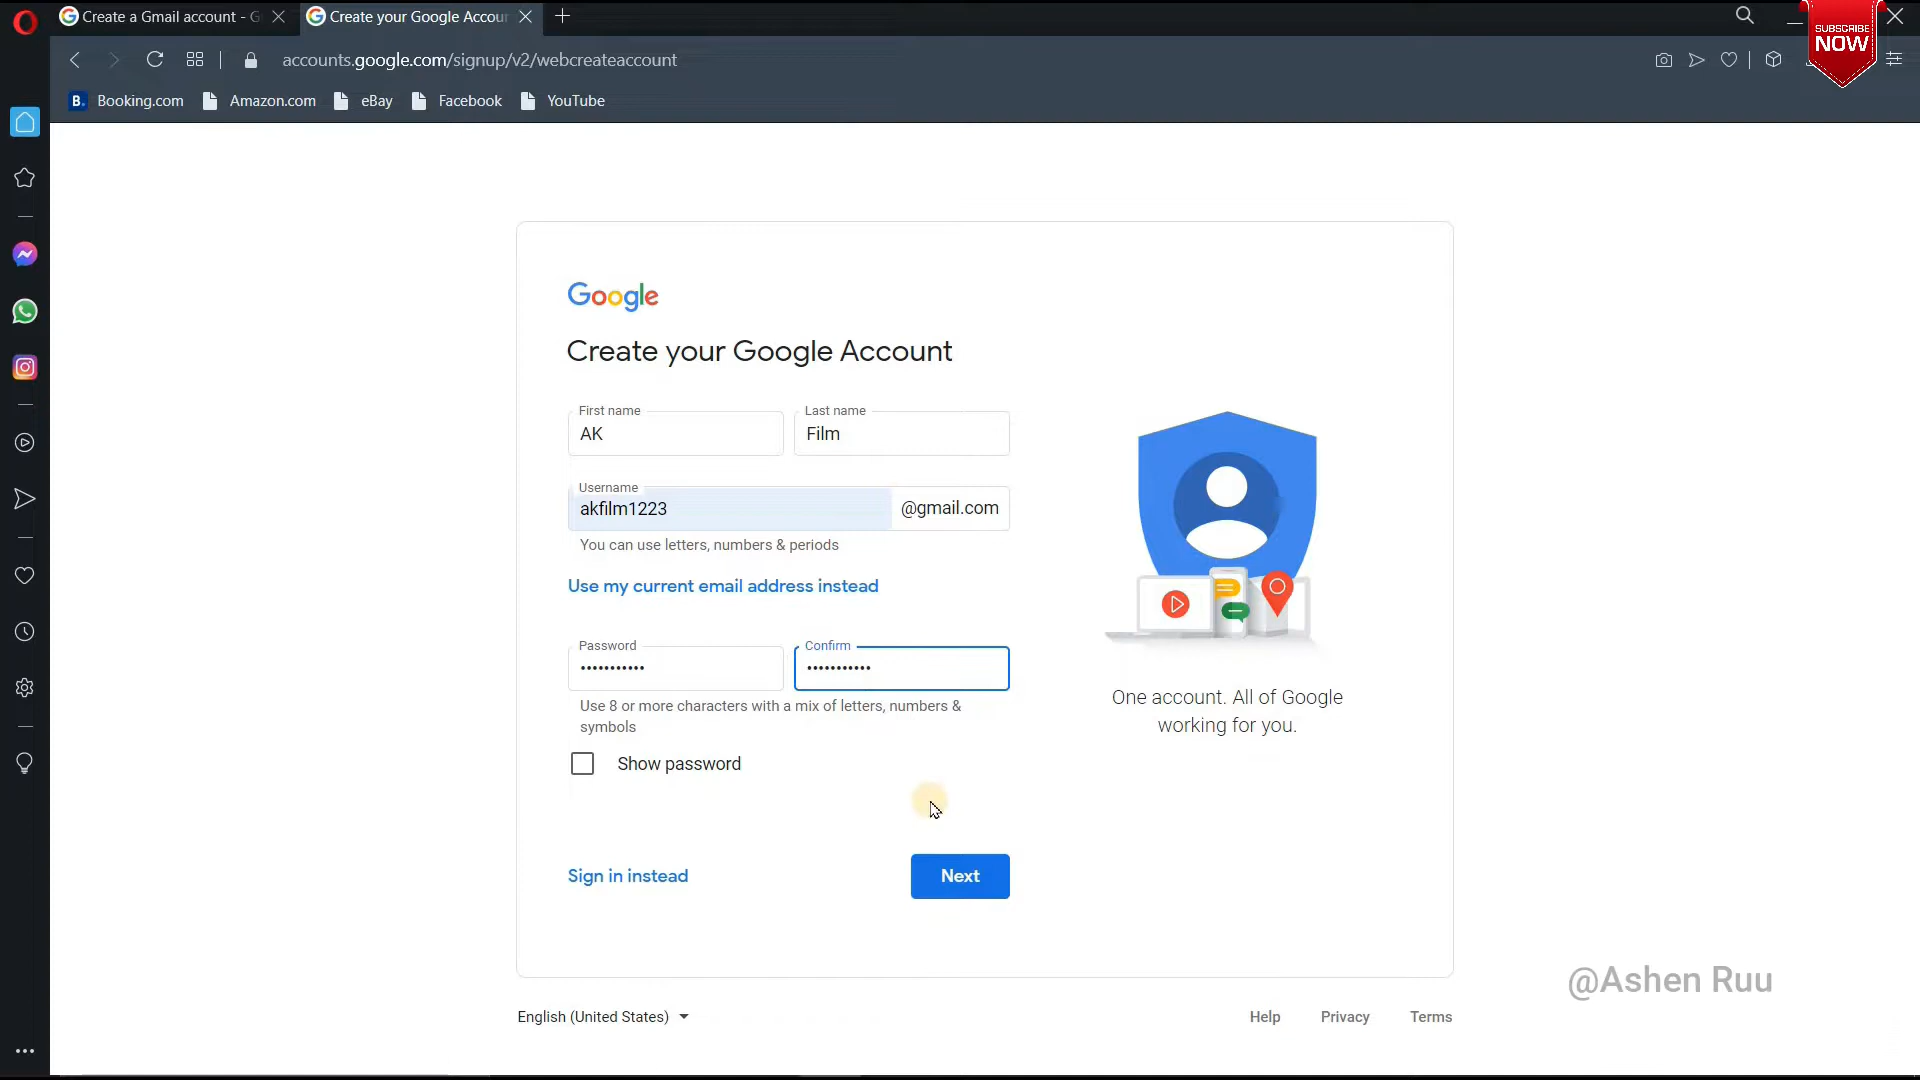 Create a Gmail account - G
Create your Google Accou
SUBSCRIBE
NOW
accounts.google.com/signup/v2/webcreateaccount
B. Booking.com
Amazon.com
eBay
Facebook
YouTube
Google
Create your Google Account
First name
Last name
AK
Film
Username
akfilm1223
@gmail.com
You can use letters, numbers & periods
Use my current email address instead
Password
Confirm
•••••••••••
•••••••••••
Use 8 or more characters with a mix of letters, numbers &
symbols
Show password
One account. All of Google
working for you.
Sign in instead
Next
@Ashen Ruu
English (United States)
Help
Privacy
Terms